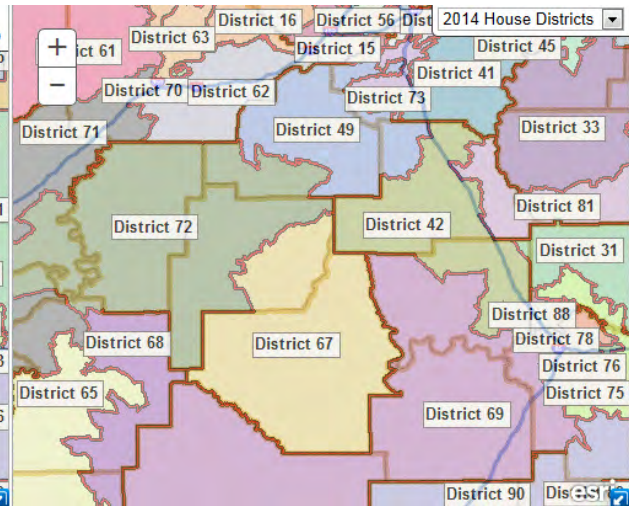 District 16
District 56
Dist
2014 House Districts
+
61
District 63
District 15
District 45
−
District 41
District 70
District 62
District 73
District 71
District 49
District 33
District 72
District 42
District 81
District 31
District 88
District 68
District 67
District 78
District 76
District 65
District 75
District 69
District 90
Dis
esri